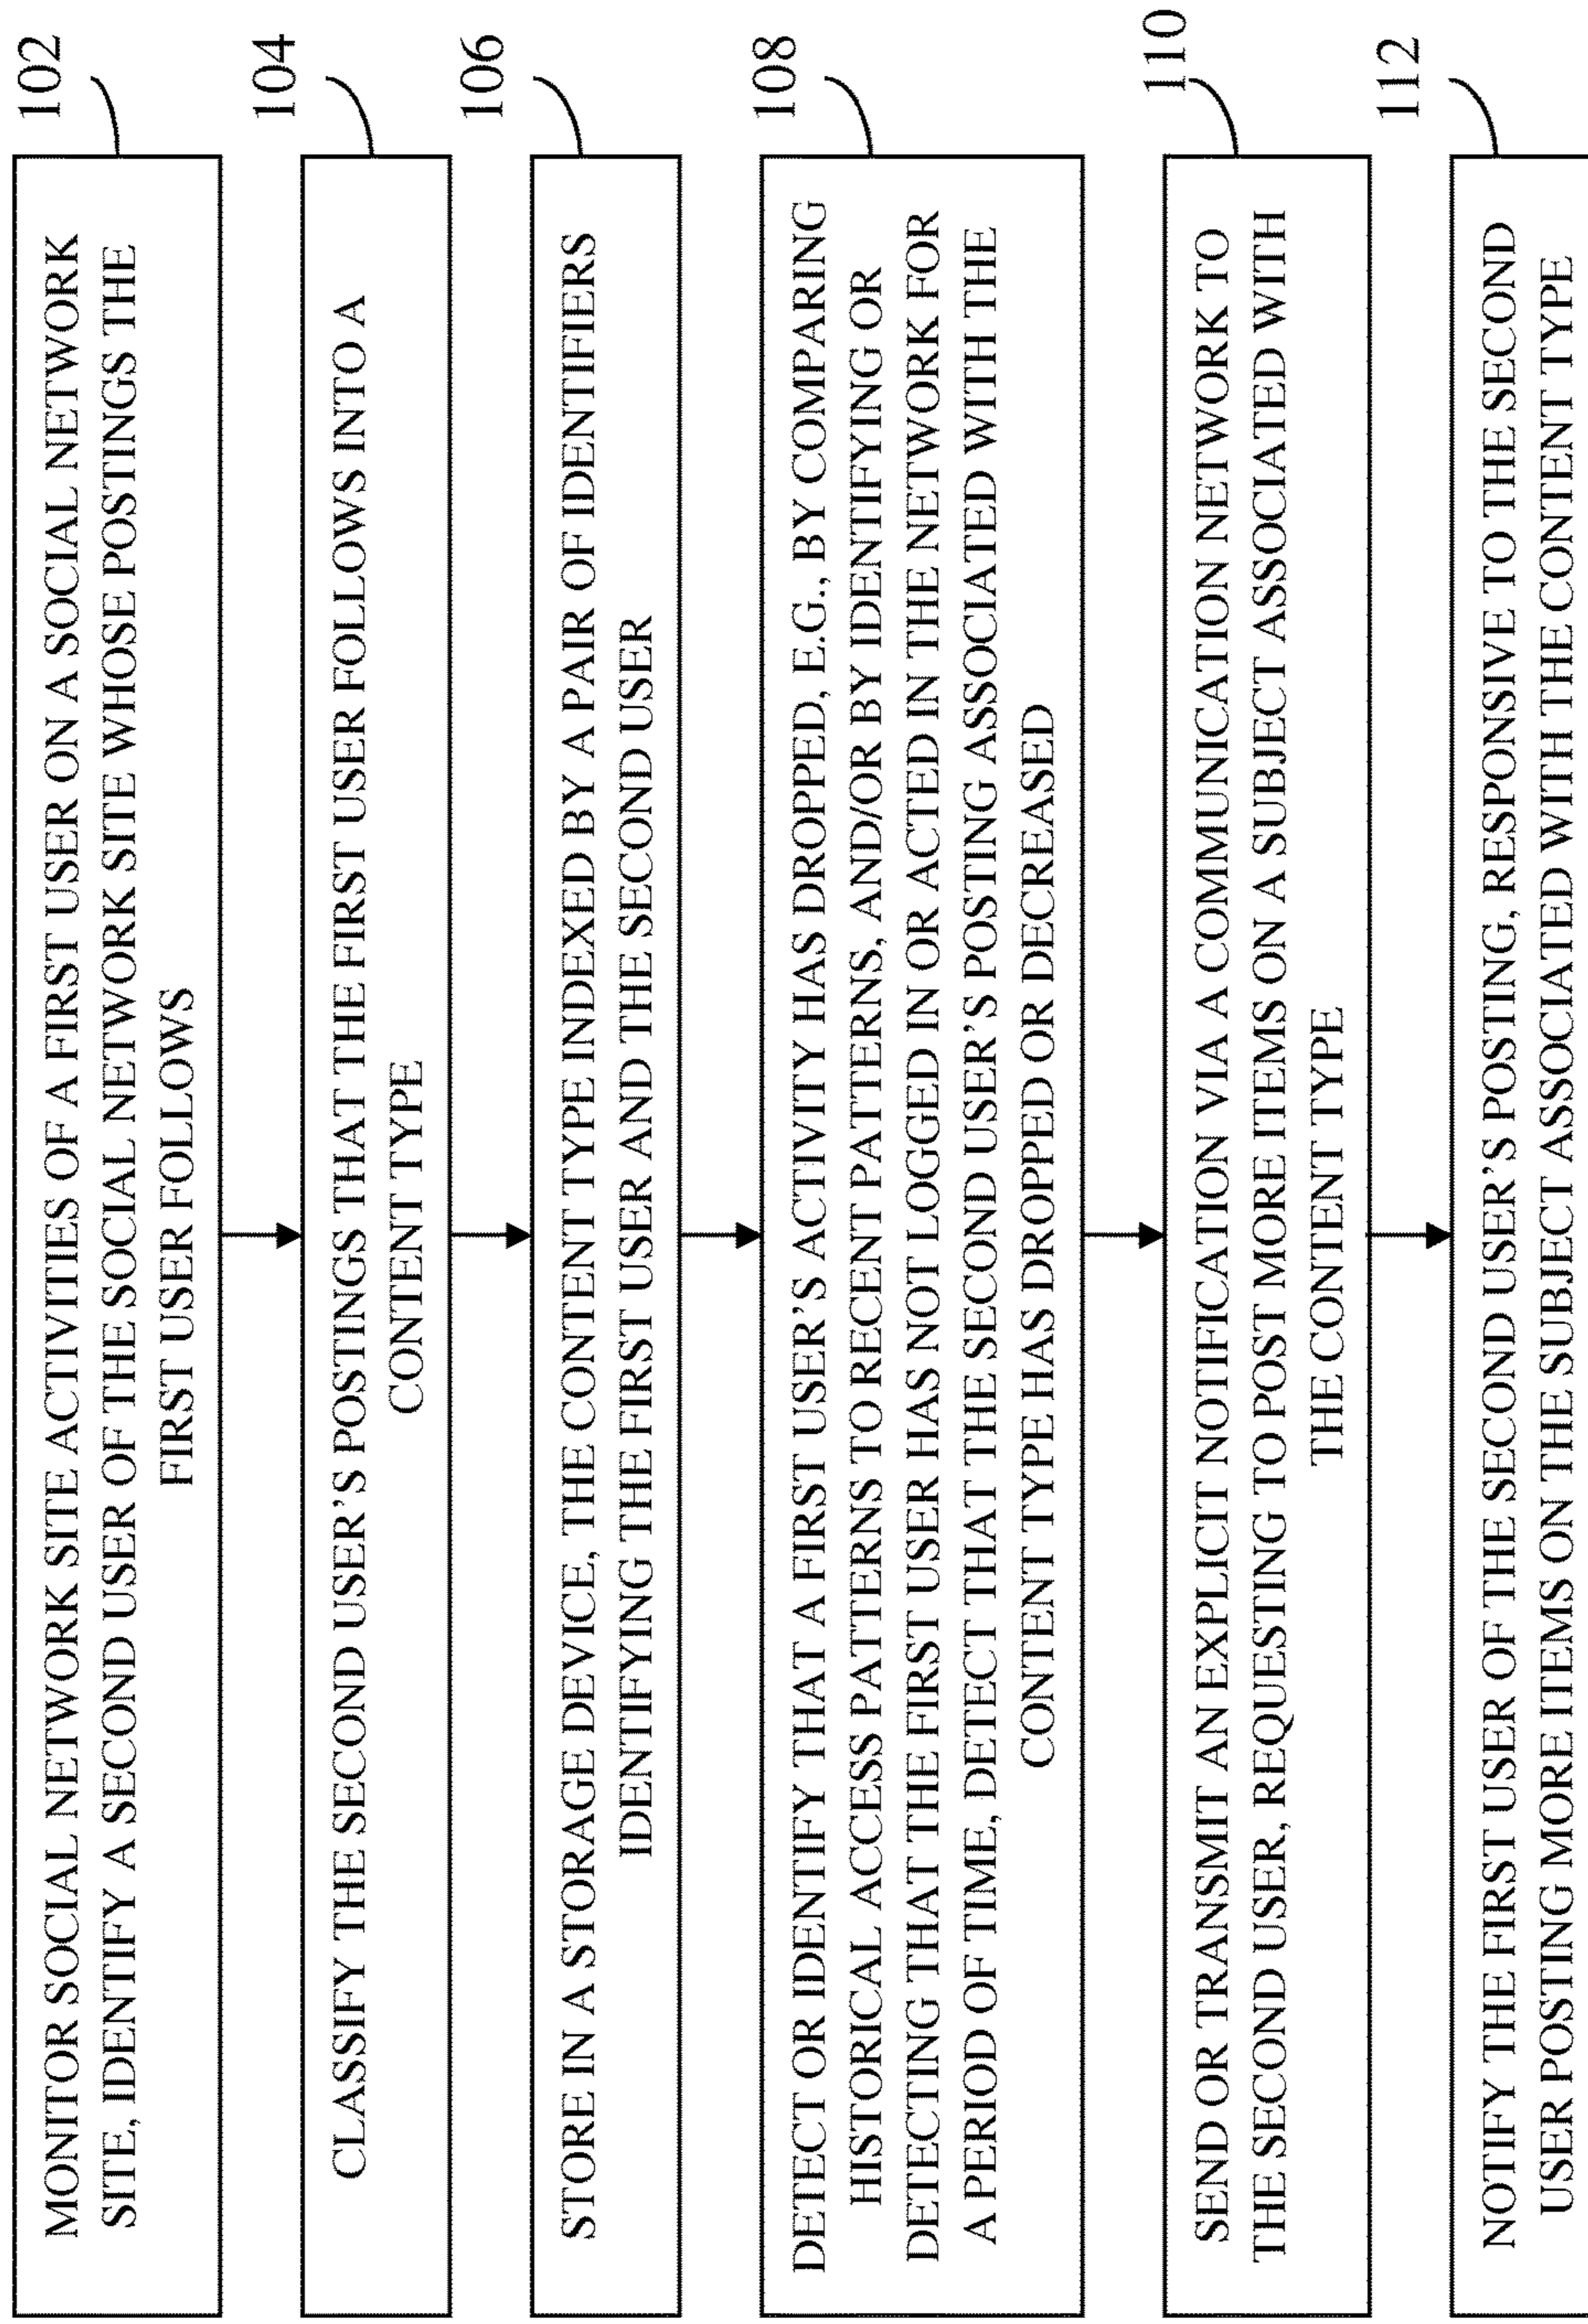 102
MONITOR SOCIAL NETWORK SITE ACTIVITIES OF A FIRST USER ON A SOCIAL NETWORK
SITE, IDENTIFY A SECOND USER OF THE SOCIAL NETWORK SITE WHOSE POSTINGS THE
FIRST USER FOLLOWS
104
CLASSIFY THE SECOND USER'S POSTINGS THAT THE FIRST USER FOLLOWS INTO A
CONTENT TYPE
106
STORE IN A STORAGE DEVICE, THE CONTENT TYPE INDEXED BY A PAIR OF IDENTIFIERS
IDENTIFYING THE FIRST USER AND THE SECOND USER
108
DETECT OR IDENTIFY THAT A FIRST USER'S ACTIVITY HAS DROPPED, E.G., BY COMPARING
HISTORICAL ACCESS PATTERNS TO RECENT PATTERNS, AND/OR BY IDENTIFYING OR
DETECTING THAT THE FIRST USER HAS NOT LOGGED IN OR ACTED IN THE NETWORK FOR
A PERIOD OF TIME, DETECT THAT THE SECOND USER'S POSTING ASSOCIATED WITH THE
CONTENT TYPE HAS DROPPED OR DECREASED
110
SEND OR TRANSMIT AN EXPLICIT NOTIFICATION VIA A COMMUNICATION NETWORK TO
THE SECOND USER, REQUESTING TO POST MORE ITEMS ON A SUBJECT ASSOCIATED WITH
THE CONTENT TYPE
112
NOTIFY THE FIRST USER OF THE SECOND USER'S POSTING, RESPONSIVE TO THE SECOND
USER POSTING MORE ITEMS ON THE SUBJECT ASSOCIATED WITH THE CONTENT TYPE